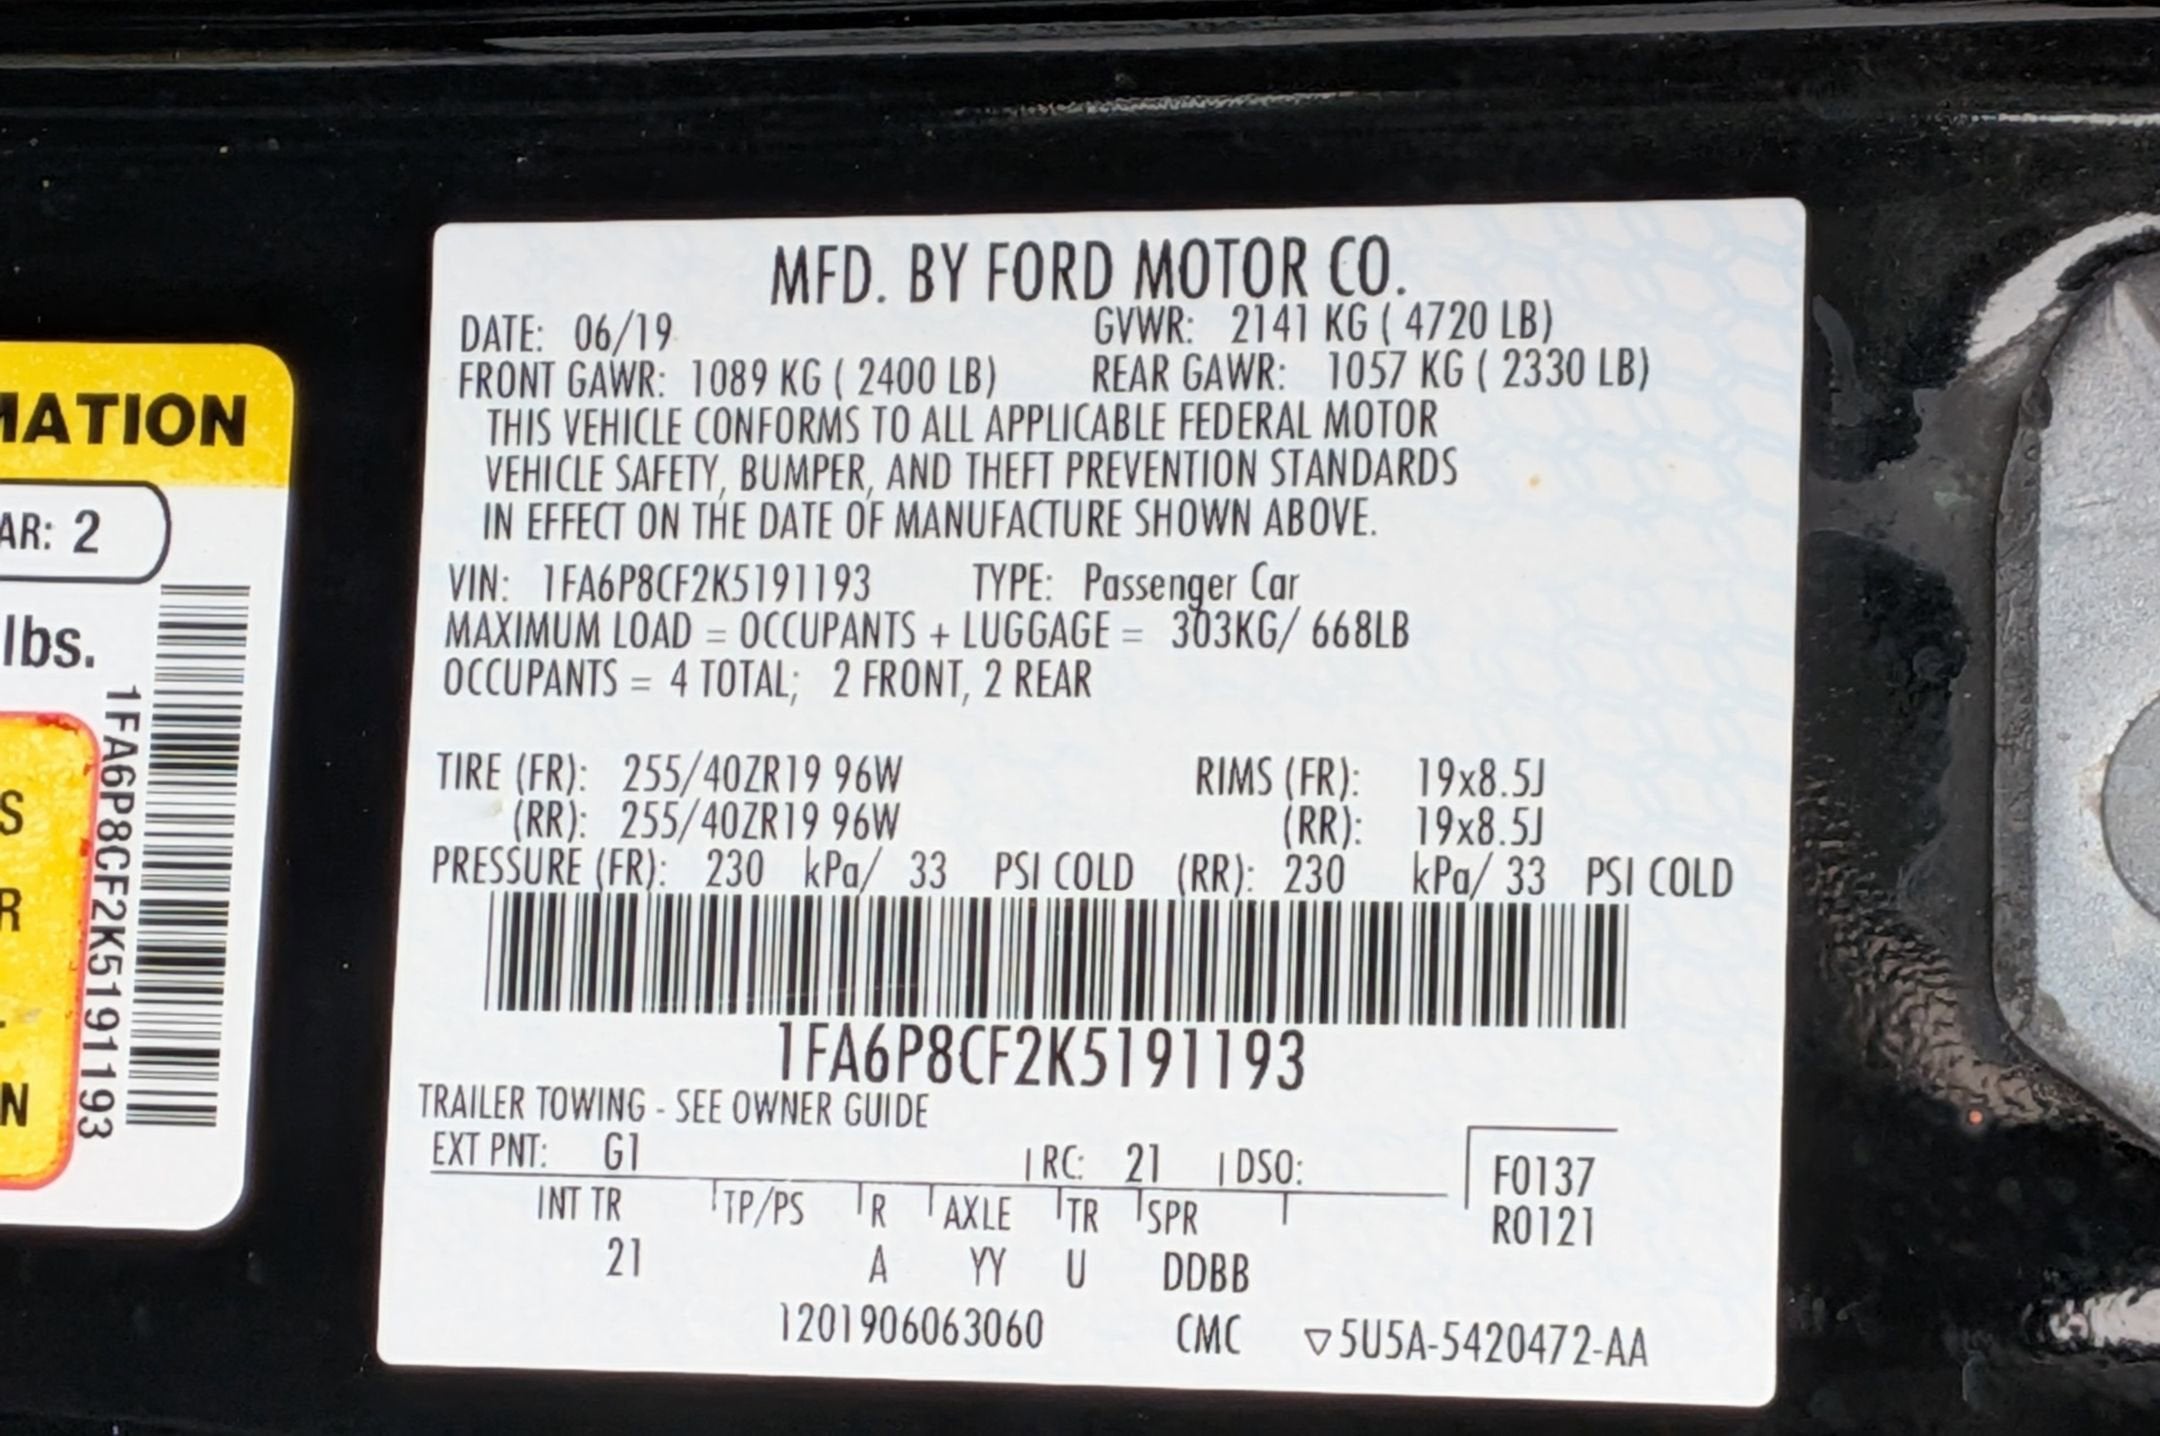 MATION
AR: 2
lbs.
1FA6P8CF2K5191193
S
R
N
MFD. BY FORD MOTOR CO.
DATE: 06/19 GVWR: 2141 KG ( 4720 LB)
FRONT GAWR: 1089 KG ( 2400 LB) REAR GAWR: 1057 KG ( 2330 LB)
THIS VEHICLE CONFORMS TO ALL APPLICABLE FEDERAL MOTOR
VEHICLE SAFETY, BUMPER, AND THEFT PREVENTION STANDARDS
IN EFFECT ON THE DATE OF MANUFACTURE SHOWN ABOVE.
VIN: 1FA6P8CF2K5191193 TYPE: Passenger Car
MAXIMUM LOAD = OCCUPANTS + LUGGAGE = 303KG/ 668LB
OCCUPANTS = 4 TOTAL; 2 FRONT, 2 REAR
TIRE (FR): 255/40ZR19 96W RIMS (FR): 19x8.5J
(RR): 255/40ZR19 96W (RR): 19x8.5J
PRESSURE (FR): 230 kPa/ 33 PSI COLD (RR): 230 kPa/ 33 PSI COLD
1FA6P8CF2K5191193
TRAILER TOWING - SEE OWNER GUIDE
EXT PNT: G1 RC: 21 DSO:
F0137
R0121
INT TR TP/PS R AXLE TR SPR
21 A YY U DDBB
1201906063060 CMC ▽5U5A-5420472-AA